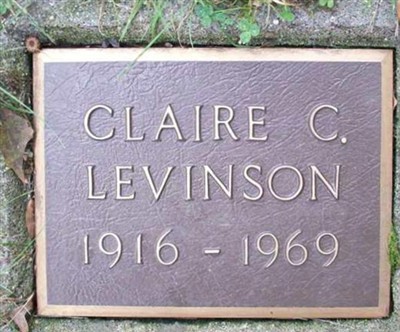 CLAIRE C.
LEVINSON
1916 - 1969